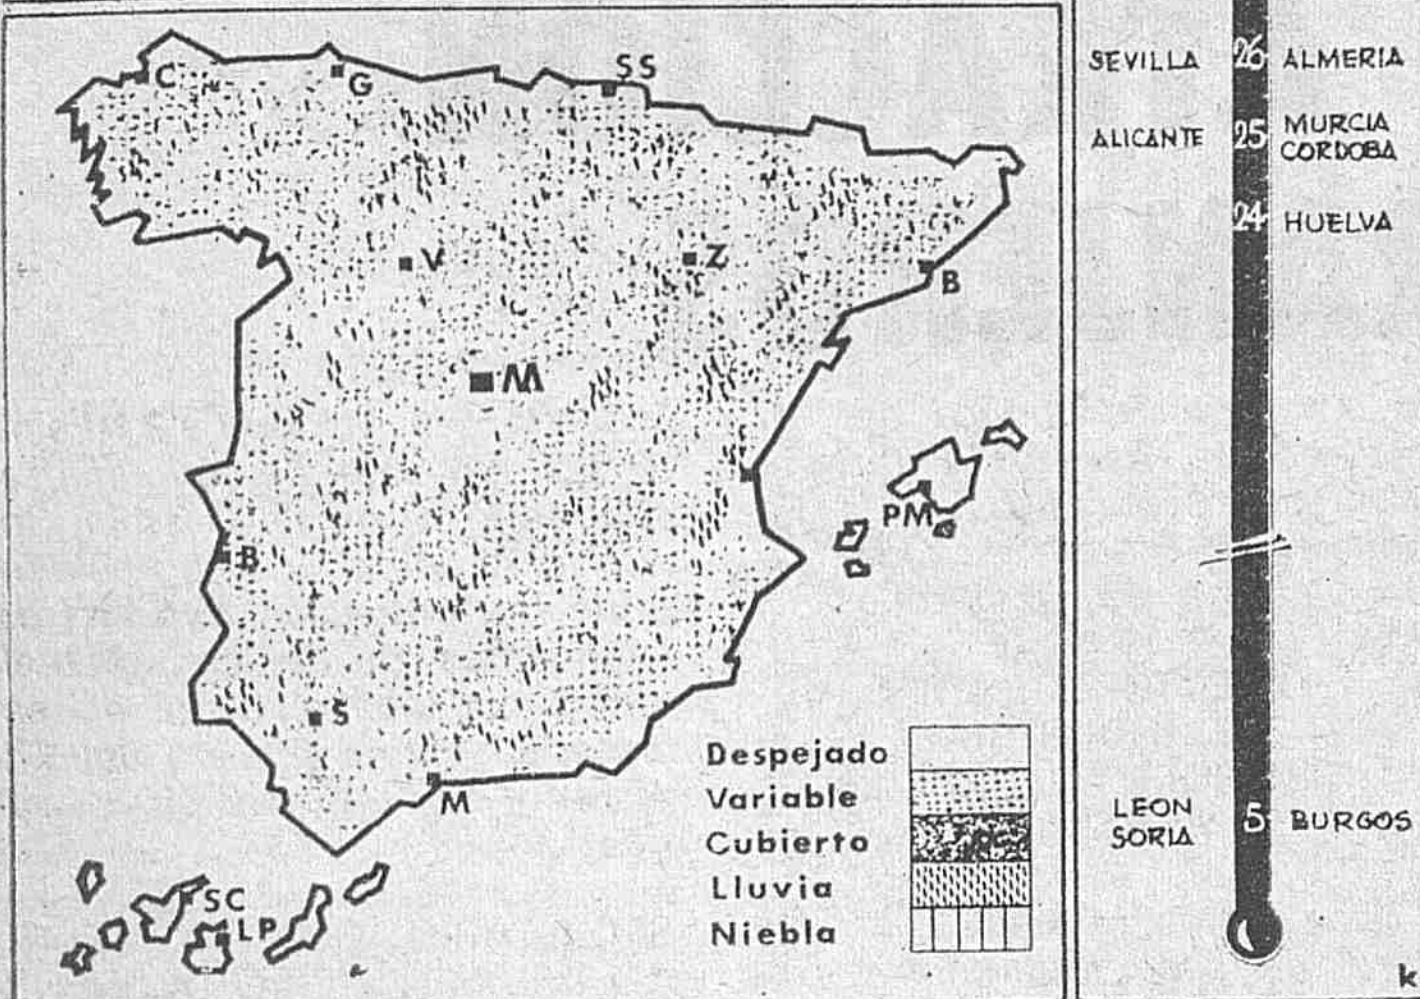 C
G
SS
V
Z
B
M
PM
B
S
M
SC
LP
Despejado
Variable
Cubierto
Lluvia
Niebla
SEVILLA 26 ALMERIA
ALICANTE 25 MURCIA
CORDOBA
24 HUELVA
LEON
SORIA 5 BURGOS
k